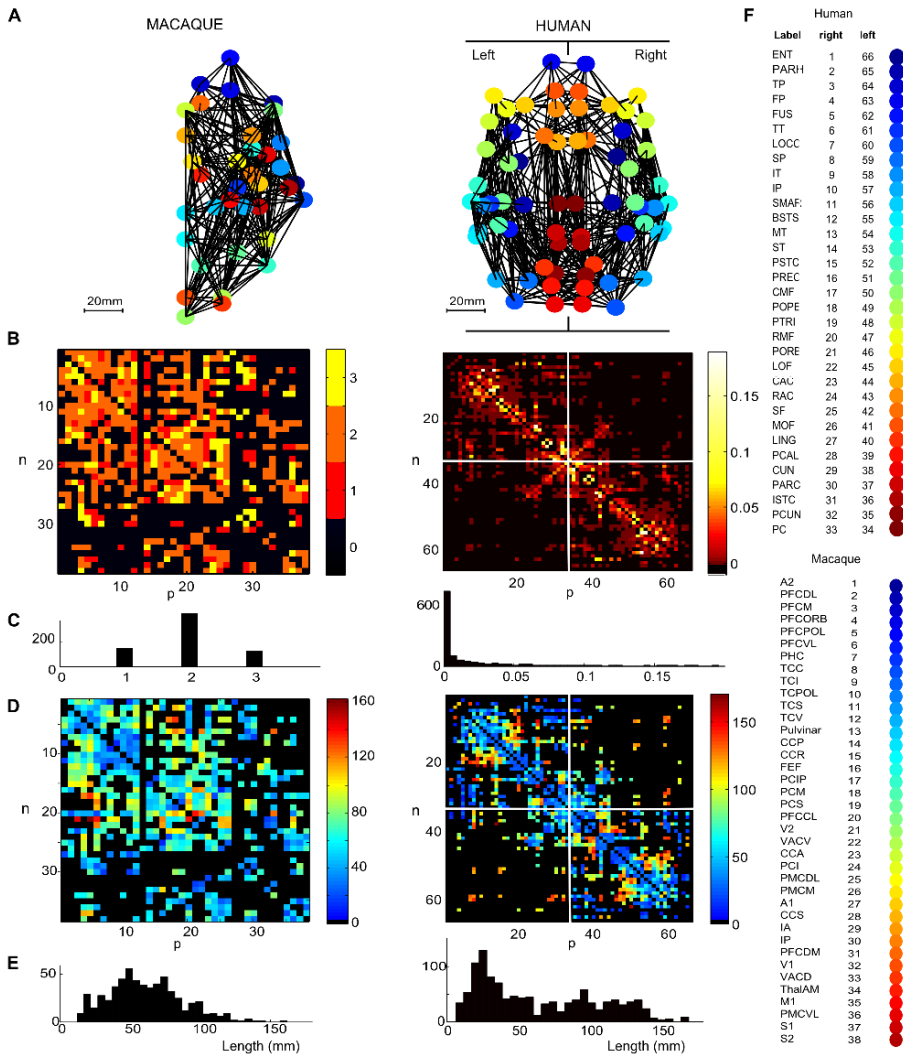 A
MACAQUE
HUMAN
Left
Right
20mm
20mm
B
n
10
20
30
10
20
30
p
3
2
1
0
n
20
40
60
20
40
60
p
0.15
0.1
0.05
0
C
200
0
1
2
3
600
0
0
0.05
0.1
0.15
D
n
10
20
30
10
20
30
p
160
120
80
40
0
n
20
40
60
20
40
60
p
150
100
50
0
E
50
0
0
50
100
150
Length (mm)
100
0
0
50
100
150
Length (mm)
F
Human
Label right left
ENT 1 66
PARH 2 65
TP 3 64
FP 4 63
FUS 5 62
TT 6 61
LOCC 7 60
SP 8 59
IT 9 58
IP 10 57
SMAF: 11 56
BSTS 12 55
MT 13 54
ST 14 53
PSTC 15 52
PREC 16 51
CMF 17 50
POPE 18 49
PTRI 19 48
RMF 20 47
PORE 21 46
LOF 22 45
CAC 23 44
RAC 24 43
SF 25 42
MOF 26 41
LING 27 40
PCAL 28 39
CUN 29 38
PARC 30 37
ISTC 31 36
PCUN 32 35
PC 33 34
Macaque
A2 1
PFCDL 2
PFCM 3
PFCORB 4
PFCPOL 5
PFCVL 6
PHC 7
TCC 8
TCI 9
TCPOL 10
TCS 11
TCV 12
Pulvinar 13
CCP 14
CCR 15
FEF 16
PCIP 17
PCM 18
PCS 19
PFCCL 20
V2 21
VACV 22
CCA 23
PCI 24
PMCDL 25
PMCM 26
A1 27
CCS 28
IA 29
IP 30
PFCDM 31
V1 32
VACD 33
ThalAM 34
M1 35
PMCVL 36
S1 37
S2 38